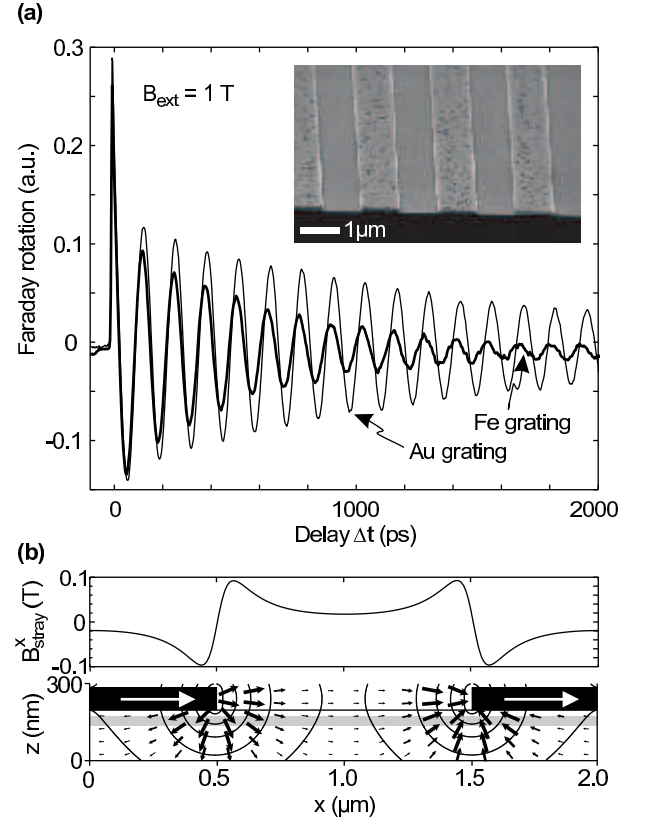 (a)
0.3
0.2
0.1
0
-0.1
Faraday rotation (a.u.)
B_ext = 1 T
1µm
Fe grating
Au grating
0
1000
2000
Delay Δt (ps)
(b)
0.1
0
-0.1
B^x_stray (T)
300
0
z (nm)
0
0.5
1.0
1.5
2.0
x (µm)